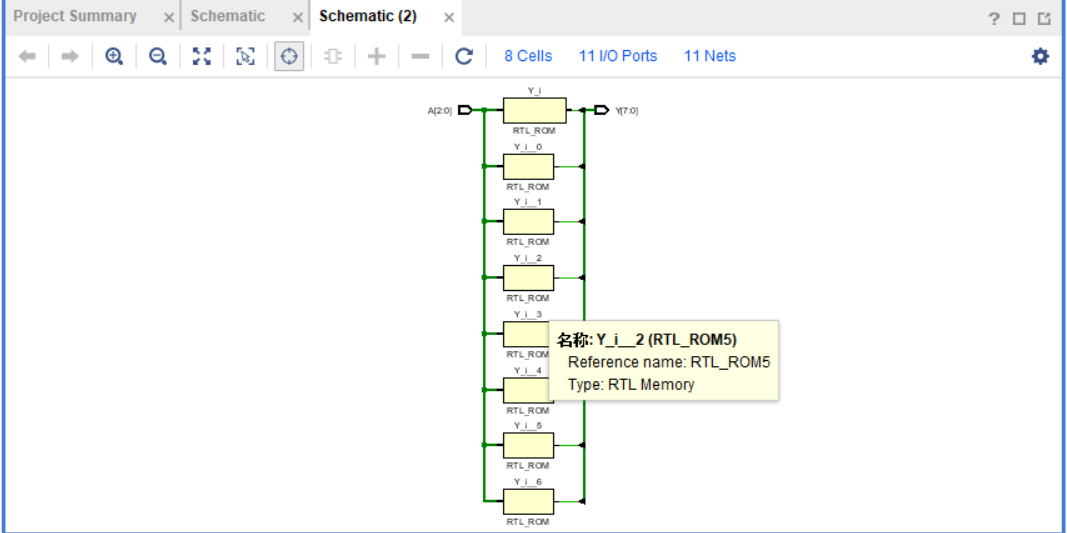 Project Summary × Schematic × Schematic (2) × ? 
8 Cells 11 I/O Ports 11 Nets
Y_i
A[2:0] Y[7:0]
RTL_ROM
Y_i__0
RTL_ROM
Y_i__1
RTL_ROM
Y_i__2
RTL_ROM
Y_i__3
RTL_ROM
Y_i__4
RTL_ROM
Y_i__5
RTL_ROM
Y_i__6
RTL_ROM
名称: Y_i__2 (RTL_ROM5)
Reference name: RTL_ROM5
Type: RTL Memory